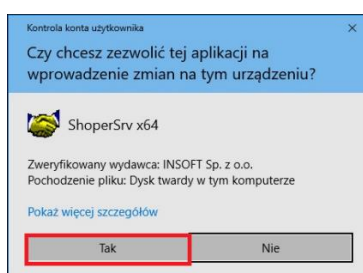 Kontrola konta użytkownika
Czy chcesz zezwolić tej aplikacji na
wprowadzenie zmian na tym urządzeniu?
ShoperSrv x64
Zweryfikowany wydawca: INSOFT Sp. z o.o.
Pochodzenie pliku: Dysk twardy w tym komputerze
Pokaż więcej szczegółów
Tak
Nie